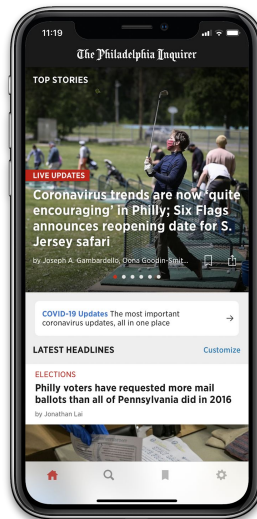 11:19
The Philadelphia Inquirer
TOP STORIES
LIVE UPDATES
Coronavirus trends are now ‘quite
encouraging’ in Philly; Six Flags
announces reopening date for S.
Jersey safari
by Joseph A. Gambardello, Oona Goodin-Smit...
COVID-19 Updates The most important
coronavirus updates, all in one place
LATEST HEADLINES
Customize
ELECTIONS
Philly voters have requested more mail
ballots than all of Pennsylvania did in 2016
by Jonathan Lai